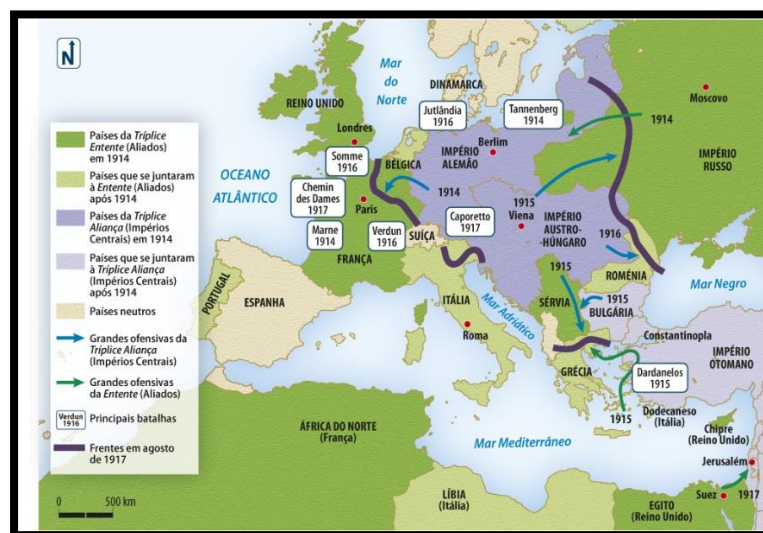 N
Países da Tríplice
Entente (Aliados)
em 1914
Países que se juntaram
à Entente (Aliados)
após 1914
Países da Tríplice
Aliança (Impérios
Centrais) em 1914
Países que se juntaram
à Tríplice Aliança
(Impérios Centrais)
após 1914
Países neutros
Grandes ofensivas da
Tríplice Aliança
(Impérios Centrais)
Grandes ofensivas
da Entente (Aliados)
Verdun
1916
Principais batalhas
Frentes em agosto
de 1917
0 500 km
Mar
do
Norte
DINAMARCA
REINO UNIDO
Jutlândia
1916
Tannenberg
1914
Moscovo
1914
Londres
Somme
1916
BÉLGICA
IMPÉRIO
ALEMÃO
Berlim
IMPÉRIO
RUSSO
OCEANO
ATLÂNTICO
Chemin
des Dames
1917
Paris
1914
1915
Viena
IMPÉRIO
AUSTRO-
-HÚNGARO
Caporetto
1917
Marne
1914
Verdun
1916
SUÍÇA
1916
FRANÇA
ROMÉNIA
Mar Negro
PORTUGAL
ESPANHA
ITÁLIA
Mar Adriático
1915
SÉRVIA
1915
BULGÁRIA
Roma
Constantinopla
IMPÉRIO
OTOMANO
GRÉCIA
Dardanelos
1915
1915
Dodecaneso
(Itália)
Chipre
(Reino Unido)
ÁFRICA DO NORTE
(França)
Mar Mediterrâneo
Jerusalém
LÍBIA
(Itália)
EGITO
(Reino Unido)
Suez
1917